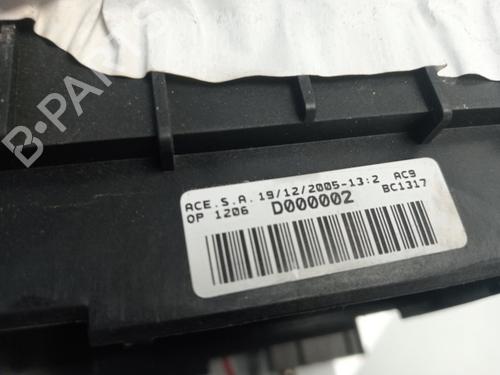 B-PARTS
ACE.S.A. 19/12/2005-13:2 AC9
OP 1206 D000002 BC1317